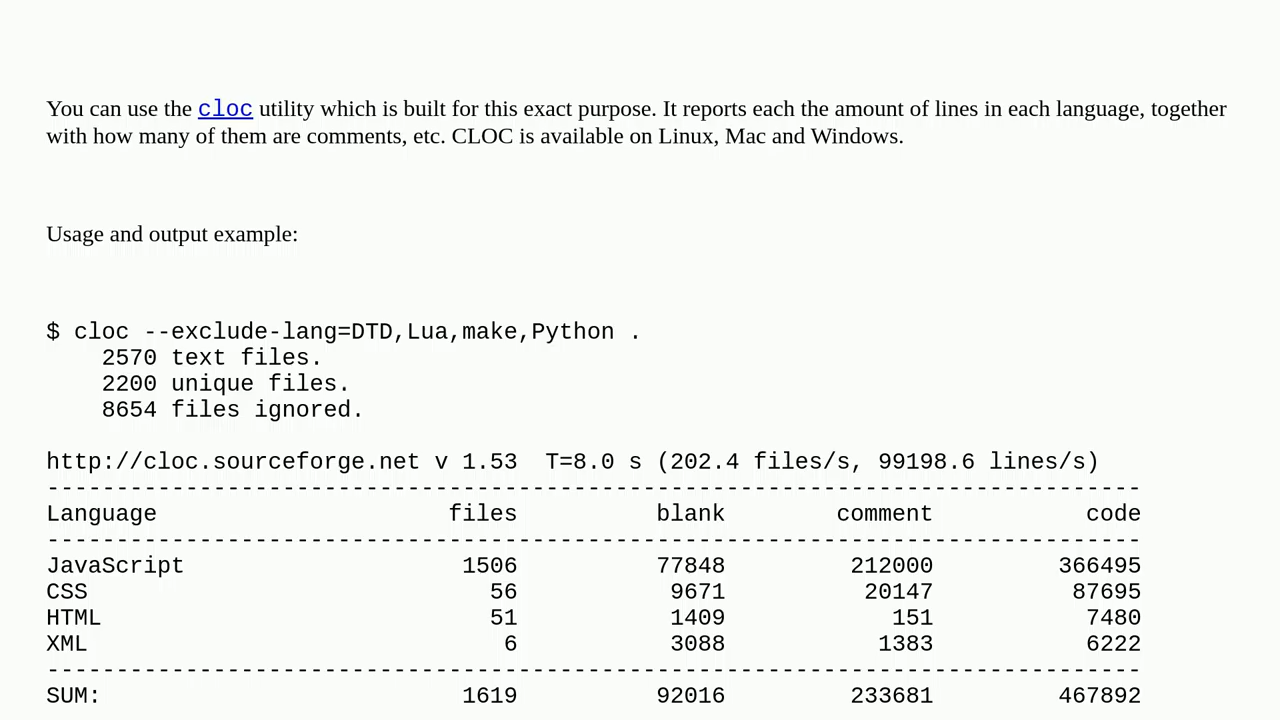 You can use the cloc utility which is built for this exact purpose. It reports each the amount of lines in each language, together
with how many of them are comments, etc. CLOC is available on Linux, Mac and Windows.
Usage and output example:
$ cloc --exclude-lang=DTD,Lua,make,Python .
    2570 text files.
    2200 unique files.
    8654 files ignored.
http://cloc.sourceforge.net v 1.53  T=8.0 s (202.4 files/s, 99198.6 lines/s)
-------------------------------------------------------------------------------
Language                     files          blank        comment           code
-------------------------------------------------------------------------------
JavaScript                    1506          77848         212000         366495
CSS                             56           9671          20147          87695
HTML                            51           1409            151           7480
XML                              6           3088           1383           6222
-------------------------------------------------------------------------------
SUM:                          1619          92016         233681         467892